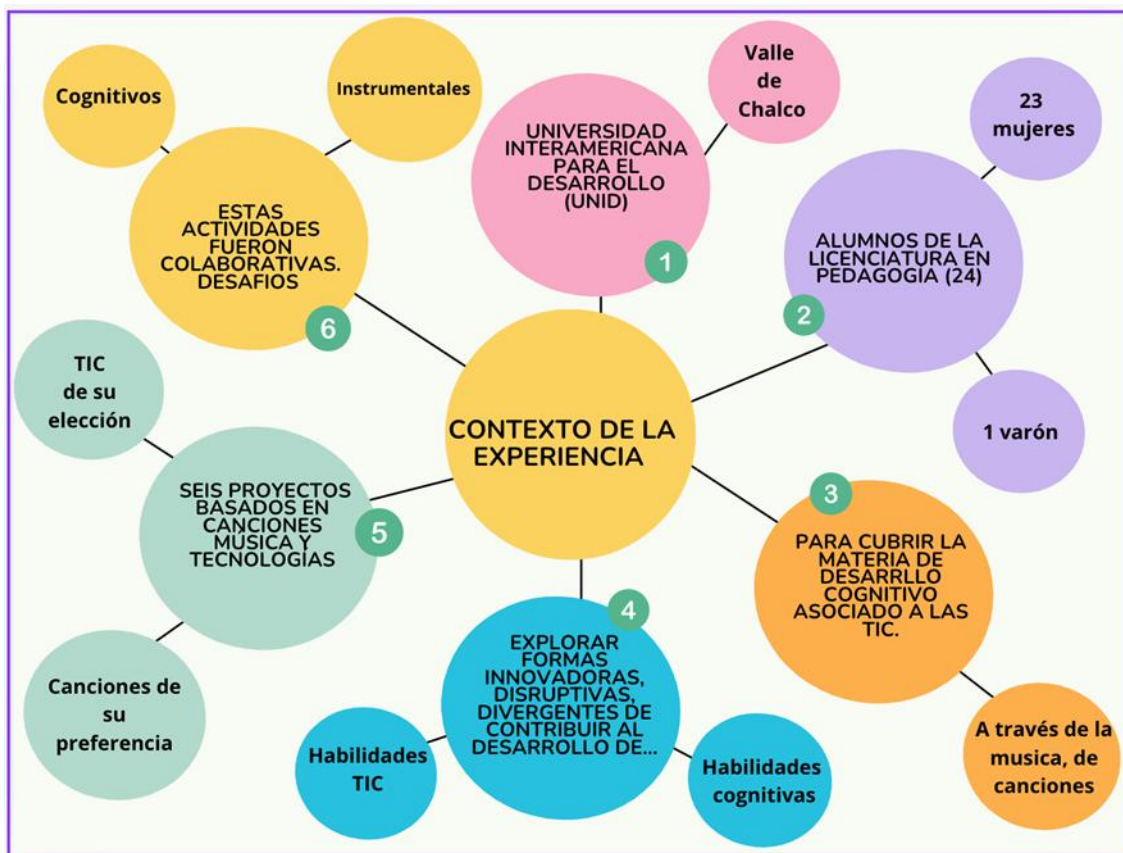 CONTEXTO DE LA
EXPERIENCIA
1
UNIVERSIDAD
INTERAMERICANA
PARA EL
DESARROLLO
(UNID)
Valle
de
Chalco
2
ALUMNOS DE LA
LICENCIATURA EN
PEDAGOGIA (24)
23
mujeres
1 varón
3
PARA CUBRIR LA
MATERIA DE
DESARRLLO
COGNITIVO
ASOCIADO A LAS
TIC.
A través de la
musica, de
canciones
4
EXPLORAR
FORMAS
INNOVADORAS,
DISRUPTIVAS,
DIVERGENTES DE
CONTRIBUIR AL
DESARROLLO DE...
Habilidades
TIC
Habilidades
cognitivas
5
SEIS PROYECTOS
BASADOS EN
CANCIONES
MÚSICA Y
TECNOLOGÍAS
TIC
de su
elección
Canciones de
su
preferencia
6
ESTAS
ACTIVIDADES
FUERON
COLABORATIVAS.
DESAFIOS
Cognitivos
Instrumentales